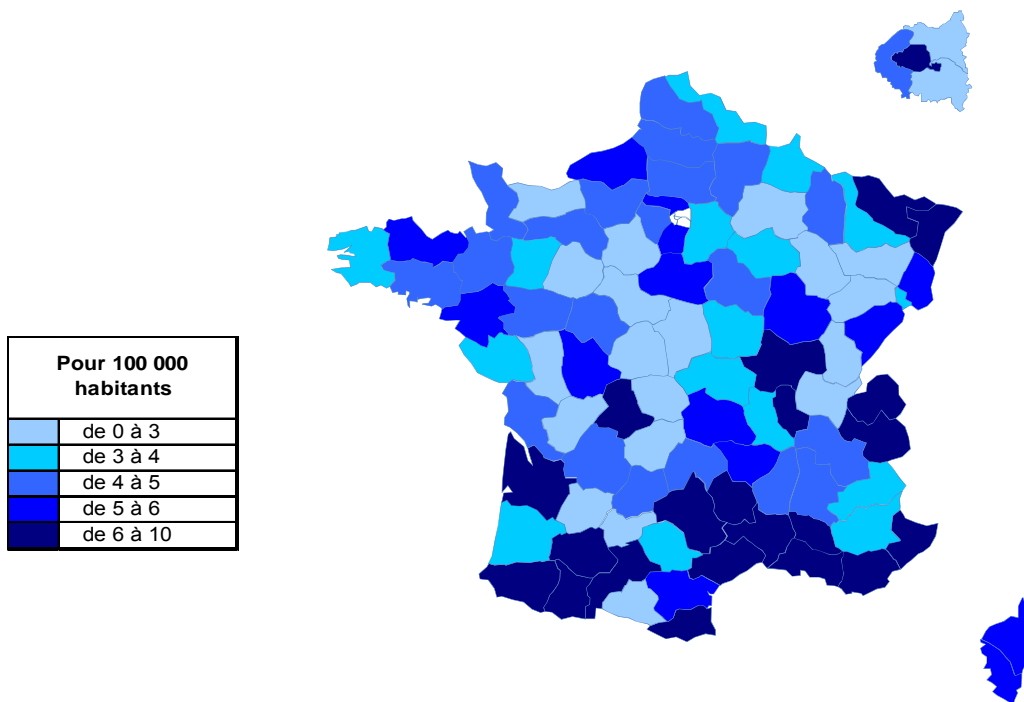 Pour 100 000
habitants
de 0 à 3
de 3 à 4
de 4 à 5
de 5 à 6
de 6 à 10